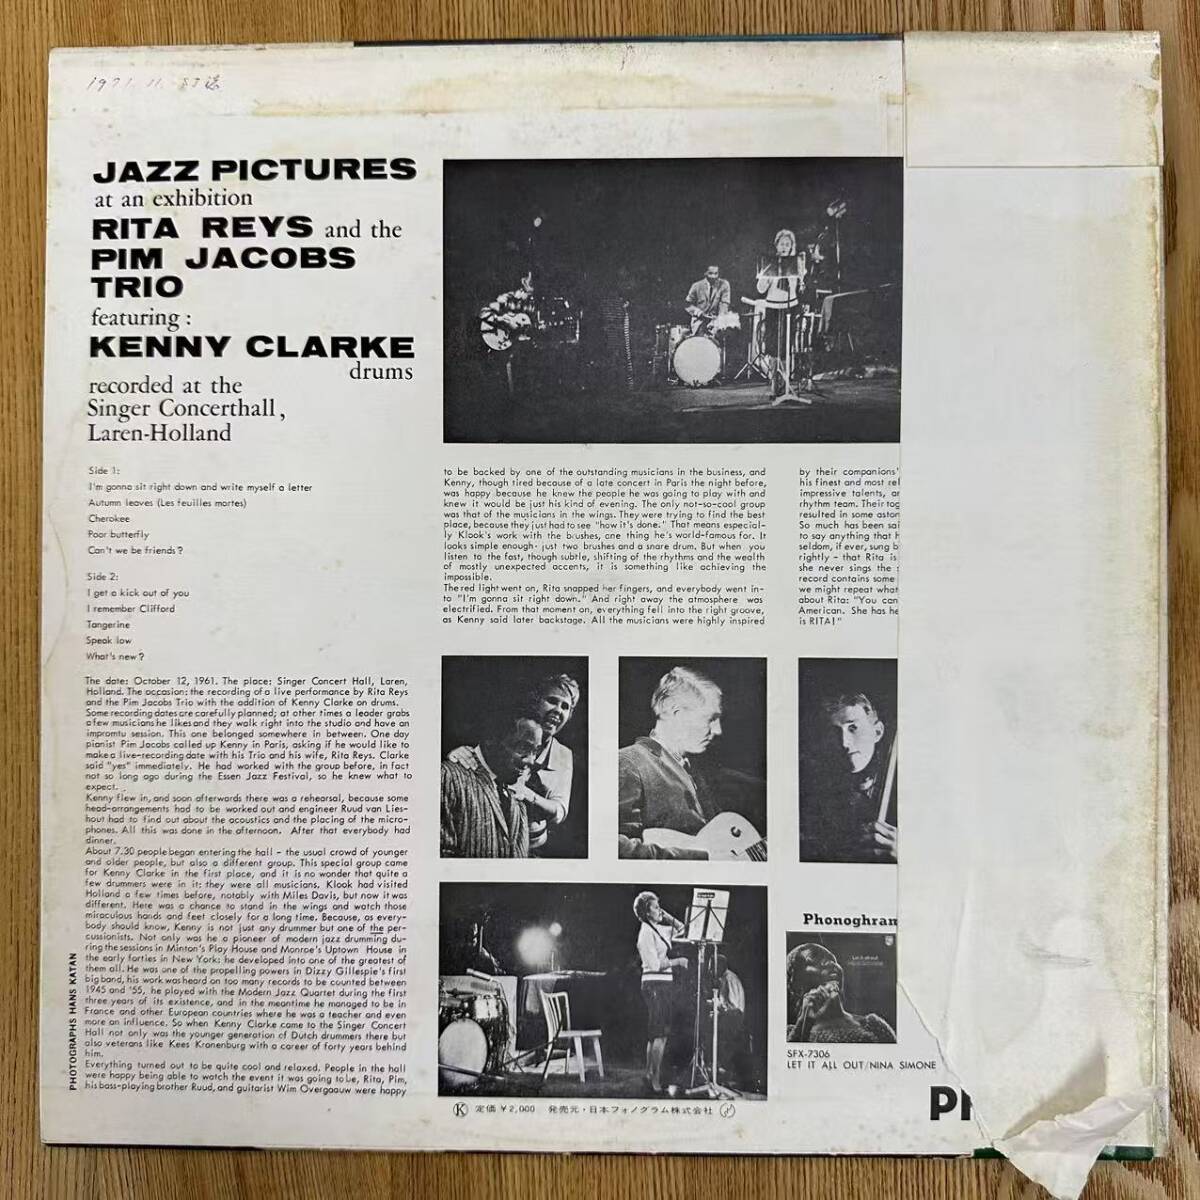 1971. 11.
JAZZ PICTURES
at an exhibition
RITA REYS and the
PIM JACOBS
TRIO
featuring:
KENNY CLARKE
drums
recorded at the
Singer Concerthall,
Laren-Holland
Side 1:
I'm gonna sit right down and write myself a letter
Autumn leaves (Les feuilles mortes)
Cherokee
Poor butterfly
Can't we be friends?
Side 2:
I get a kick out of you
I remember Clifford
Tangerine
Speak low
What's new?
The date: October 12, 1961. The place: Singer Concert Hall, Laren,
Holland. The occasion: the recording of a live performance by Rita Reys
and the Pim Jacobs Trio with the addition of Kenny Clarke on drums.
Some recording dates are carefully planned; at other times a leader grabs
a few musicians he likes and they walk right into the studio and have an
impromtu session. This one belonged somewhere in between. One day
pianist Pim Jacobs called up Kenny in Paris, asking if he would like to
make a live-recording date with his Trio and his wife, Rita Reys. Clarke
said "yes" immediately. He had worked with the group before, in fact
not so long ago during the Essen Jazz Festival, so he knew what to
expect.
Kenny flew in, and soon afterwards there was a rehearsal, because some
head-arrangements had to be worked out and engineer Ruud van Lies-
hout had to find out about the acoustics and the placing of the micro-
phones. All this was done in the afternoon. After that everybody had
dinner.
About 7.30 people began entering the hall - the usual crowd of younger
and older people, but also a different group. This special group came
for Kenny Clarke in the first place, and it is no wonder that quite a
few drummers were in it: they were all musicians. Klook had visited
Holland a few times before, notably with Miles Davis, but now it was
different. Here was a chance to stand in the wings and watch those
miraculous hands and feet closely for a long time. Because, as every-
body should know, Kenny is not just any drummer but one of the per-
cussionists. Not only was he a pioneer of modern jazz drumming du-
ring the sessions in Minton's Play House and Monroe's Uptown House in
the early forties in New York: he developed into one of the greatest of
them all. He was one of the propelling powers in Dizzy Gillespie's first
big band, his work was heard on too many records to be counted between
1945 and '55, he played with the Modern Jazz Quartet during the first
three years of its existence, and in the meantime he managed to be in
France and other European countries where he was a teacher and even
more an influence. So when Kenny Clarke came to the Singer Concert
Hall not only was the younger generation of Dutch drummers there but
also veterans like Kees Kranenburg with a career of forty years behind
him.
Everything turned out to be quite cool and relaxed. People in the hall
were happy being able to watch the event it was going to be, Rita, Pim,
his bass-playing brother Ruud, and guitarist Wim Overgaauw were happy
PHOTOGRAPHS HANS KATAN
to be backed by one of the outstanding musicians in the business, and
Kenny, though tired because of a late concert in Paris the night before,
was happy because he knew the people he was going to play with and
knew it would be just his kind of evening. The only not-so-cool group
was that of the musicians in the wings. They were trying to find the best
place, because they just had to see "how it's done." That means especial-
ly Klook's work with the brushes, one thing he's world-famous for. It
looks simple enough - just two brushes and a snare drum. But when you
listen to the fast, though subtle, shifting of the rhythms and the wealth
of mostly unexpected accents, it is something like achieving the
impossible.
The red light went on, Rita snapped her fingers, and everybody went in-
to "I'm gonna sit right down." And right away the atmosphere was
electrified. From that moment on, everything fell into the right groove,
as Kenny said later backstage. All the musicians were highly inspired
by their companions'
his finest and most rel
impressive talents, an
rhythm team. Their tog
resulted in some aston
So much has been sai
to say anything that h
seldom, if ever, sung b
rightly - that Rita is
she never sings the s
record contains some
we might repeat what
about Rita: "You can
American. She has he
is RITA!"
Phonogram
Let it all out
SFX-7306
LET IT ALL OUT/NINA SIMONE
K 定価￥2,000 発売元・日本フォノグラム株式会社
PH